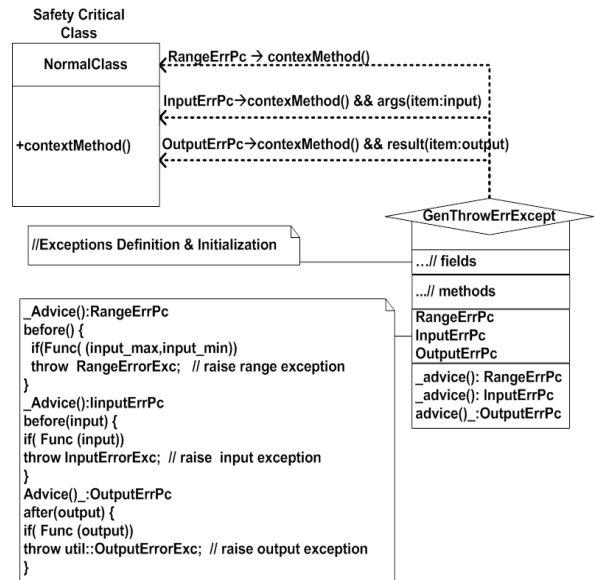 Safety Critical
Class
NormalClass
+contextMethod()
RangeErrPc → contexMethod()
InputErrPc→contexMethod() && args(item:input)
OutputErrPc→contexMethod() && result(item:output)
GenThrowErrExcept
…// fields
...// methods
RangeErrPc
InputErrPc
OutputErrPc
_advice(): RangeErrPc
_advice(): InputErrPc
advice()_:OutputErrPc
//Exceptions Definition & Initialization
_Advice():RangeErrPc
before() {
if(Func( (input_max,input_min))
throw RangeErrorExc; // raise range exception
}
_Advice():IinputErrPc
before(input) {
if( Func (input))
throw InputErrorExc; // raise input exception
}
Advice()_:OutputErrPc
after(output) {
if( Func (output))
throw util::OutputErrorExc; // raise output exception
}